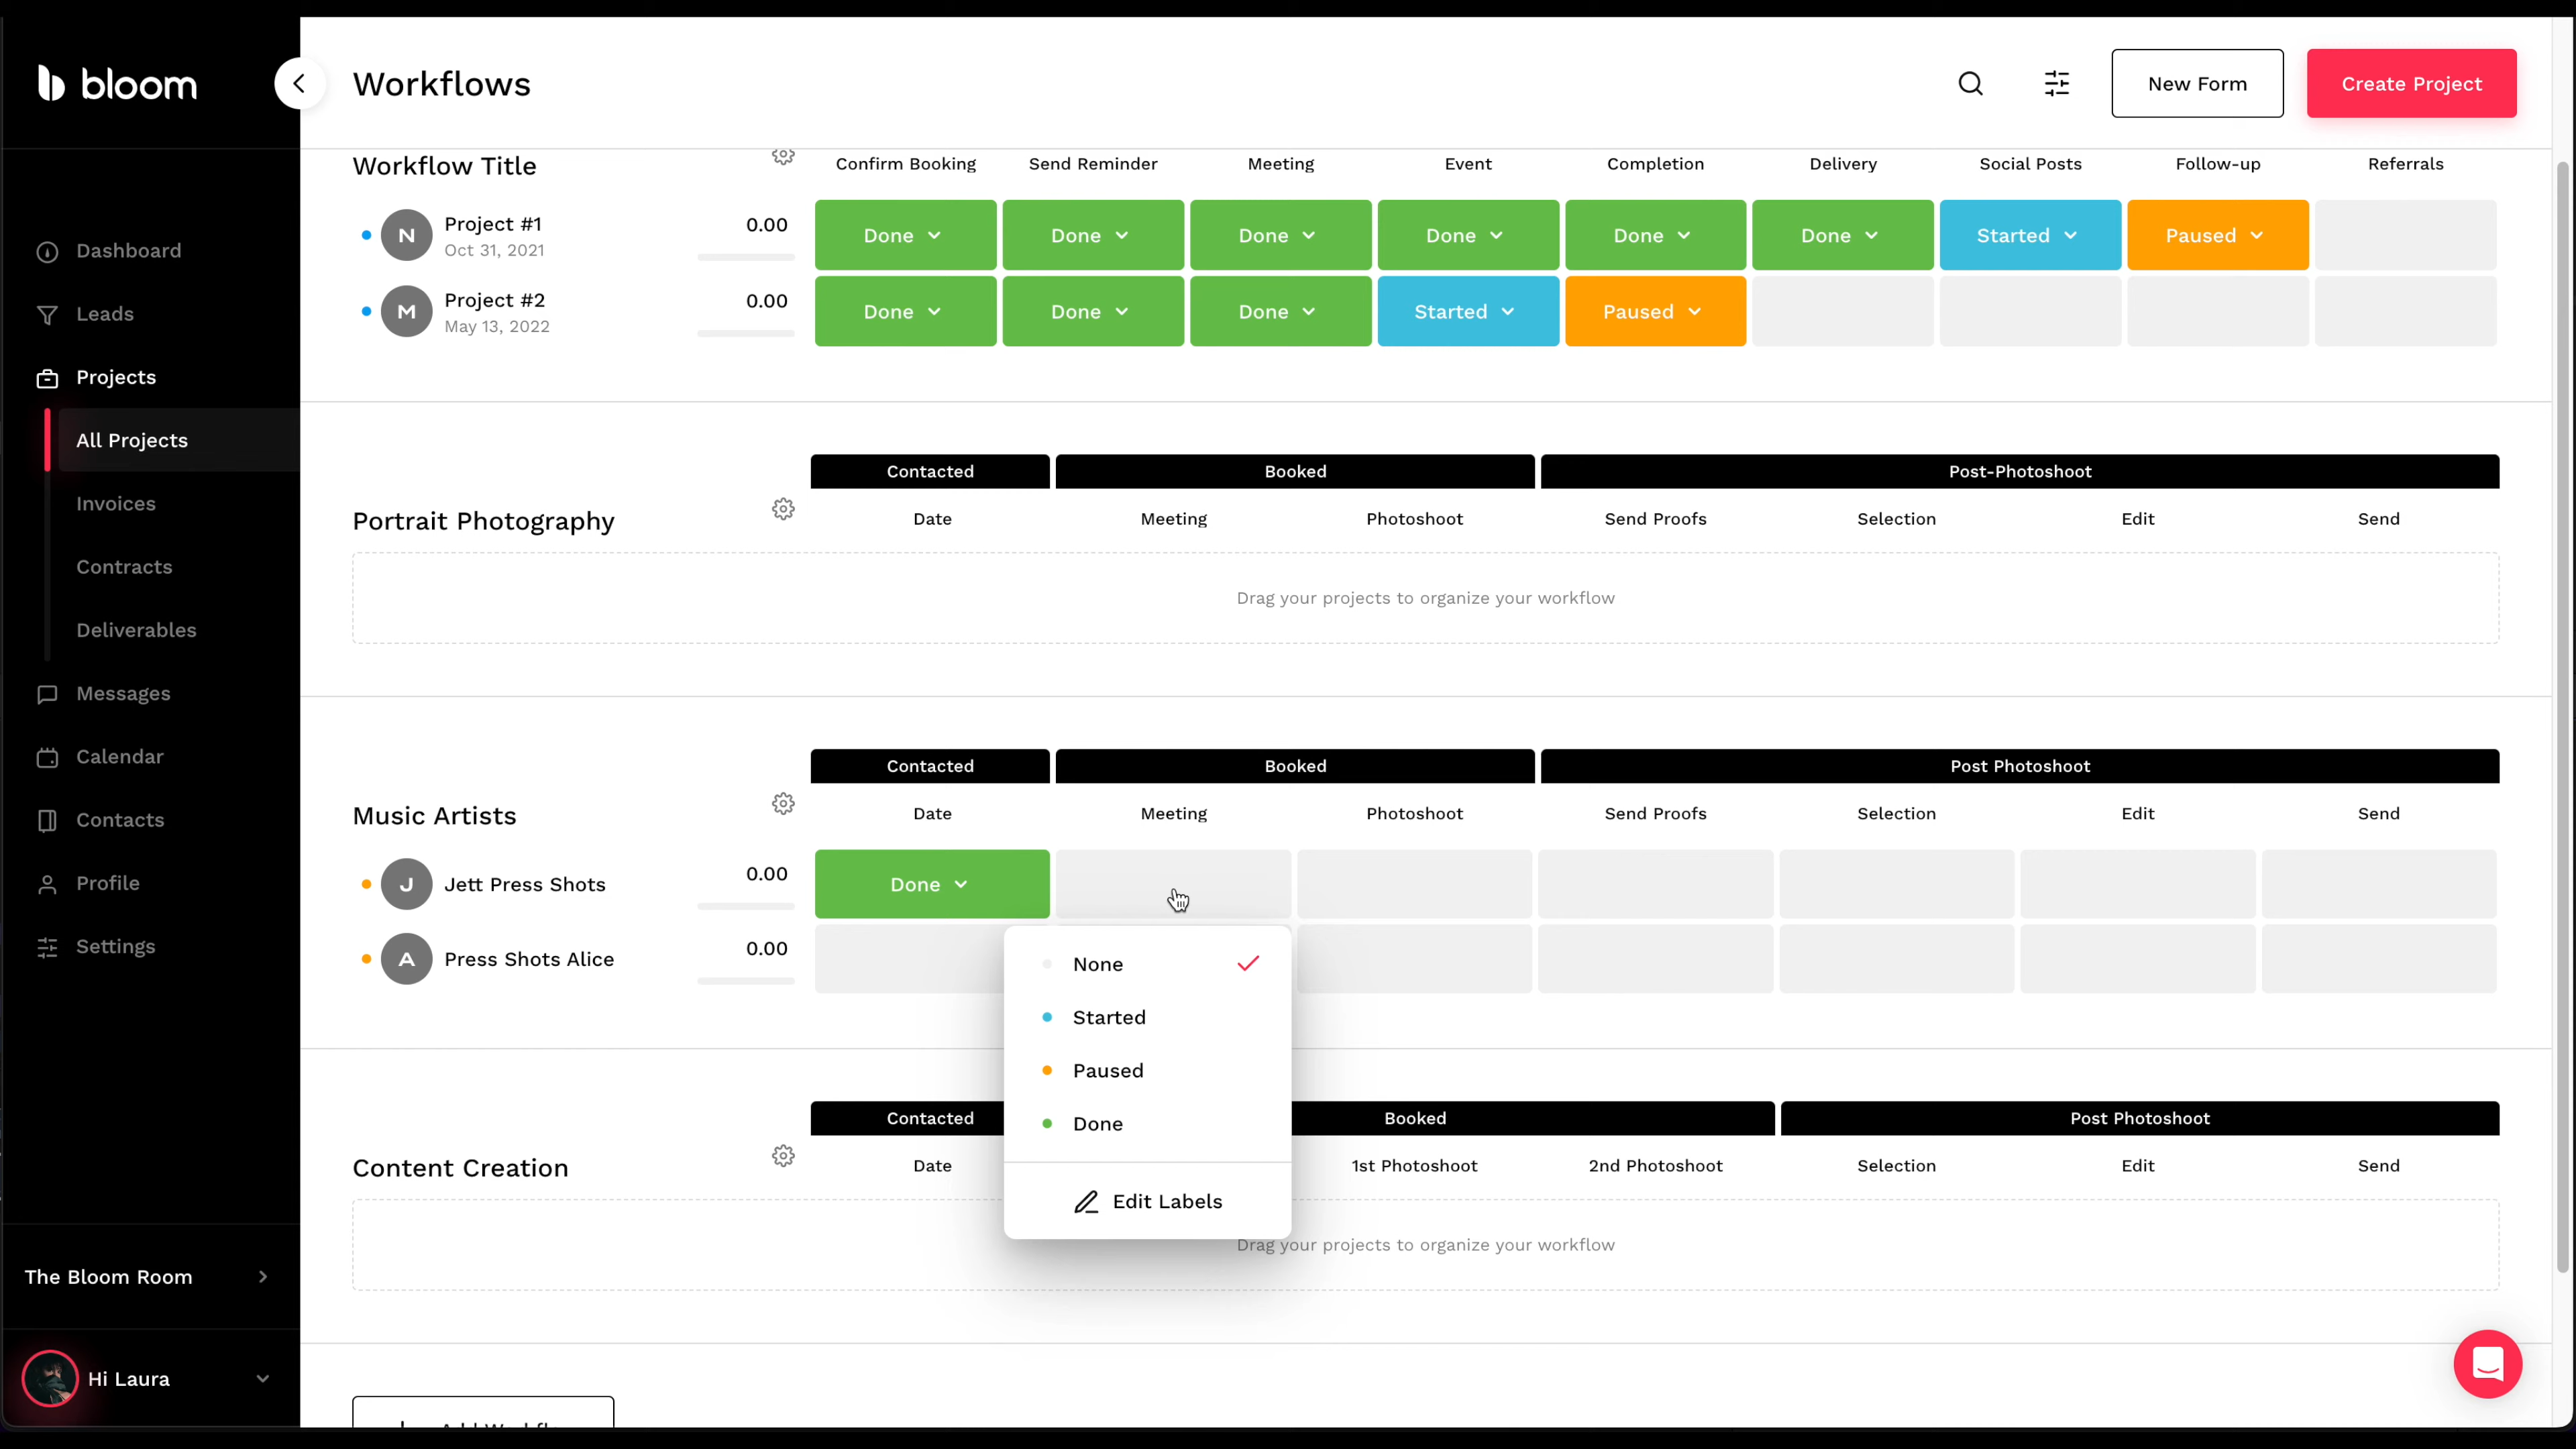 bloom
Workflows
New Form
Create Project
Dashboard
Leads
Projects
All Projects
Invoices
Contracts
Deliverables
Messages
Calendar
Contacts
Profile
Settings
The Bloom Room
Hi Laura
Workflow Title
Confirm Booking Send Reminder Meeting Event Completion Delivery Social Posts Follow-up Referrals
N Project #1 0.00 Done Done Done Done Done Done Started Paused
Oct 31, 2021
M Project #2 0.00 Done Done Done Started Paused
May 13, 2022
Contacted Booked Post-Photoshoot
Portrait Photography Date Meeting Photoshoot Send Proofs Selection Edit Send
Drag your projects to organize your workflow
Contacted Booked Post Photoshoot
Music Artists Date Meeting Photoshoot Send Proofs Selection Edit Send
J Jett Press Shots 0.00 Done
A Press Shots Alice 0.00
None
Started
Paused
Done
Edit Labels
Contacted Booked Post Photoshoot
Content Creation Date 1st Photoshoot 2nd Photoshoot Selection Edit Send
Drag your projects to organize your workflow